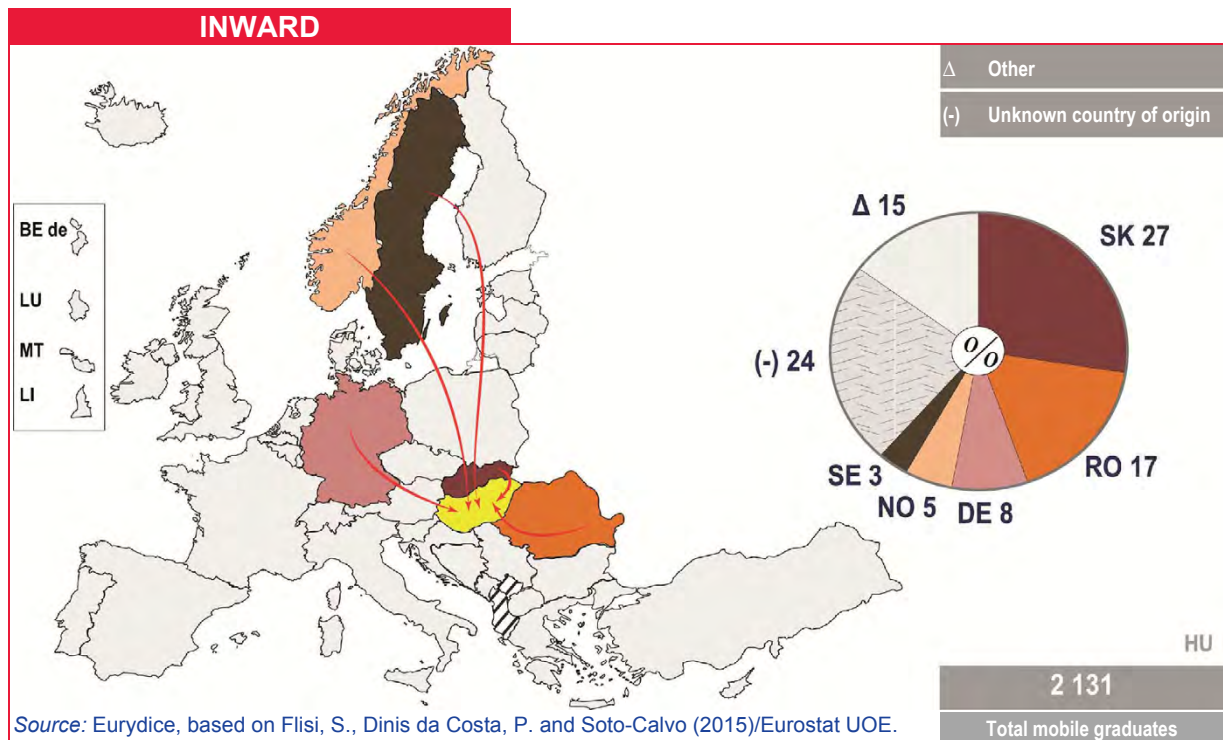 INWARD
Δ Other
(-) Unknown country of origin
BE de
LU
MT
LI
Δ 15
SK 27
(-) 24
%
RO 17
SE 3
NO 5
DE 8
HU
2 131
Total mobile graduates
Source: Eurydice, based on Flisi, S., Dinis da Costa, P. and Soto-Calvo (2015)/Eurostat UOE.